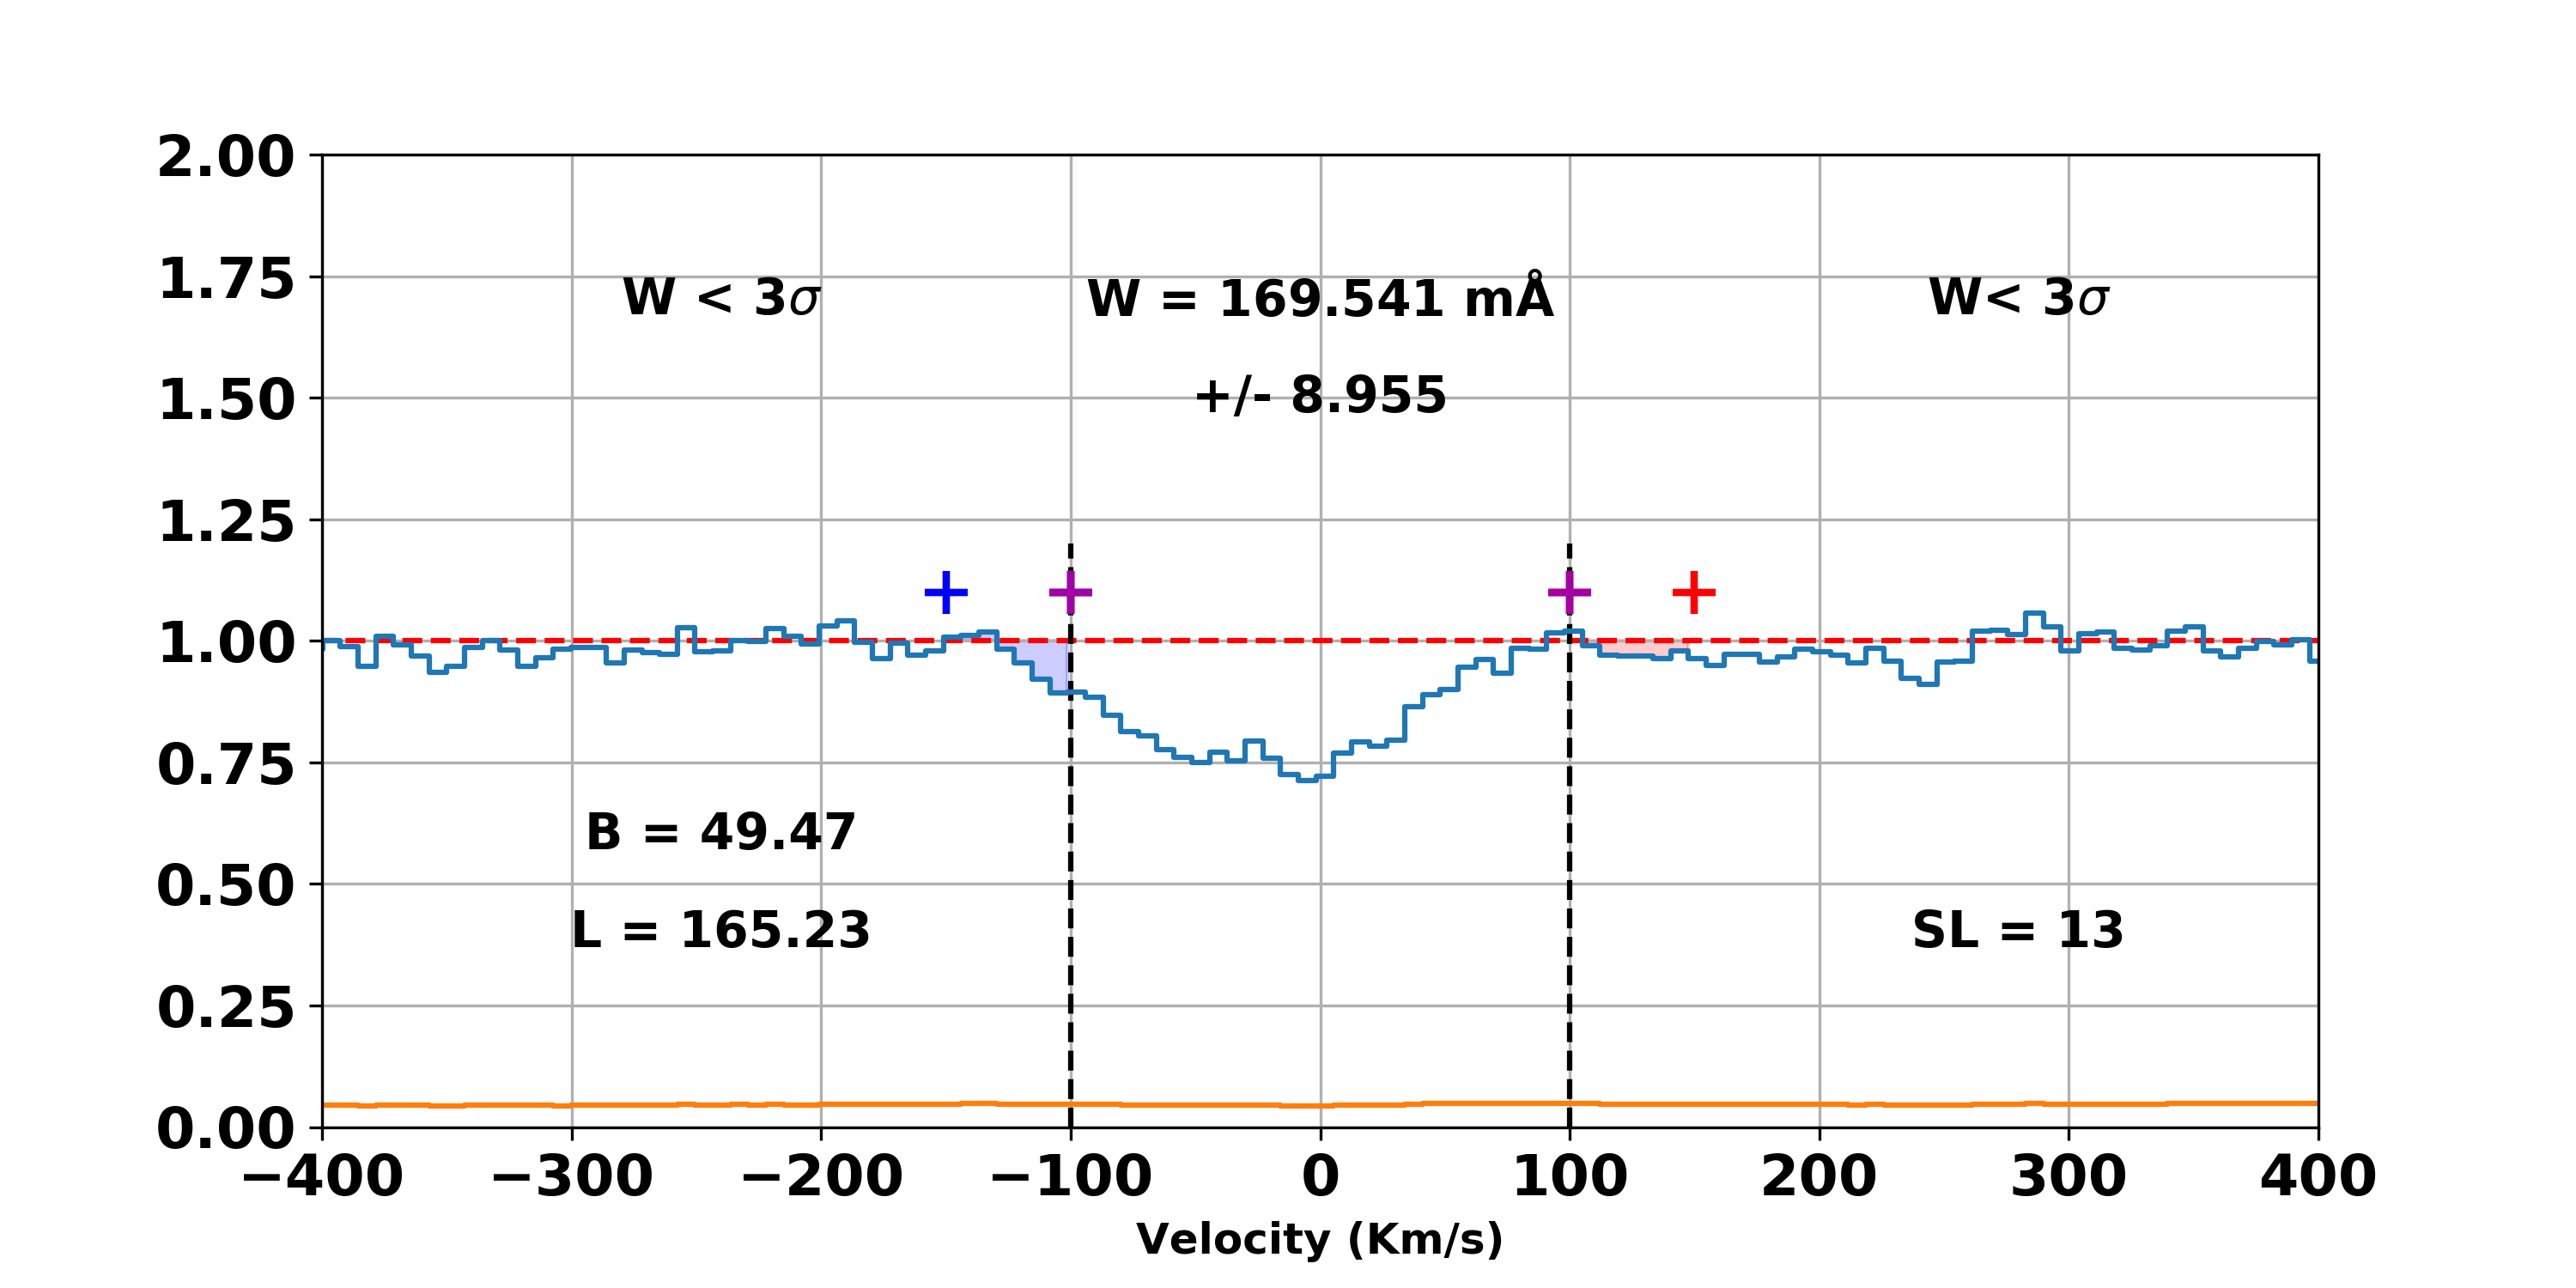 2.00
1.75
W < 3σ W = 169.541 mÅ W< 3σ
1.50
+/- 8.955
1.25
1.00
0.75
B = 49.47
0.50
L = 165.23 SL = 13
0.25
0.00
−400 −300 −200 −100 0 100 200 300 400
Velocity (Km/s)